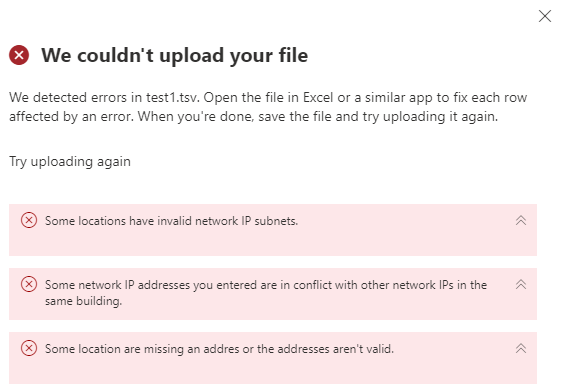 We couldn't upload your file
We detected errors in test1.tsv. Open the file in Excel or a similar app to fix each row
affected by an error. When you're done, save the file and try uploading it again.
Try uploading again
Some locations have invalid network IP subnets.
Some network IP addresses you entered are in conflict with other network IPs in the
same building.
Some location are missing an addres or the addresses aren't valid.